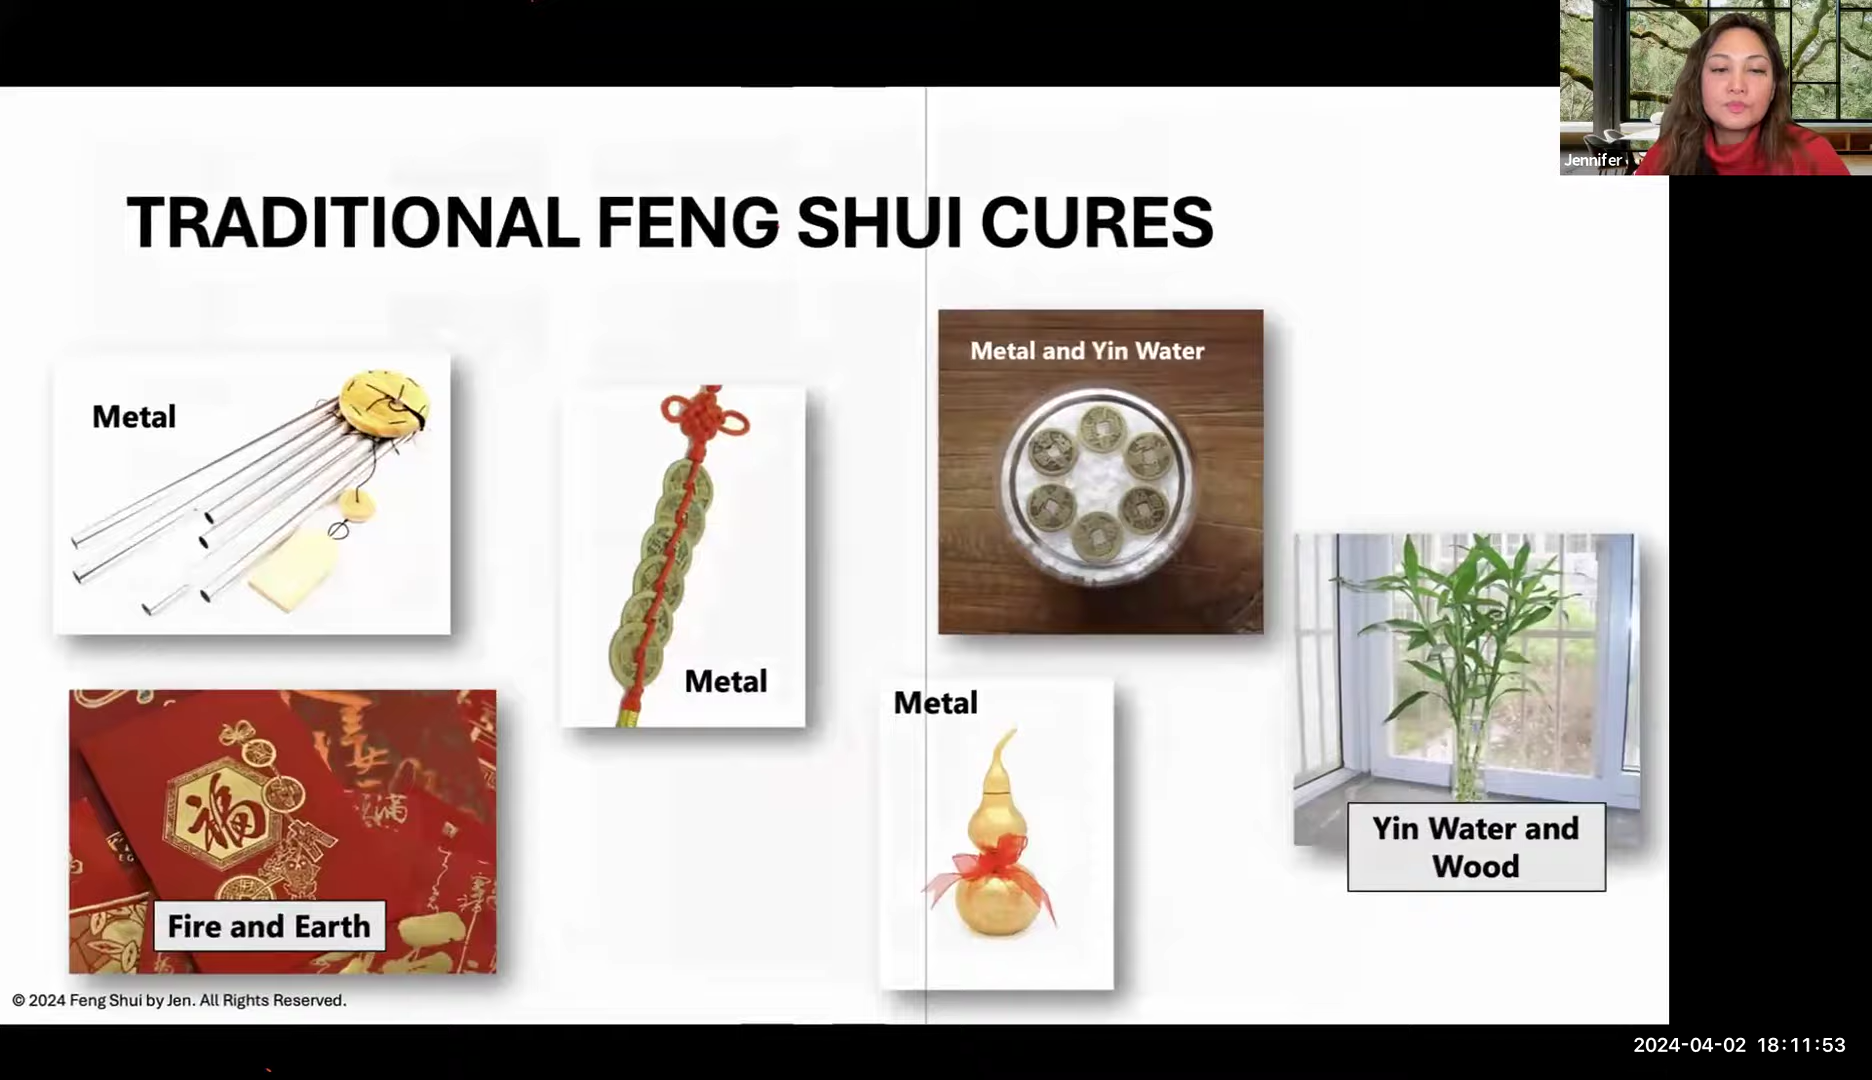 Jennifer
TRADITIONAL FENG SHUI CURES
Metal
Metal
Metal and Yin Water
Metal
Yin Water and
Wood
福
Fire and Earth
© 2024 Feng Shui by Jen. All Rights Reserved.
2024-04-02 18:11:53